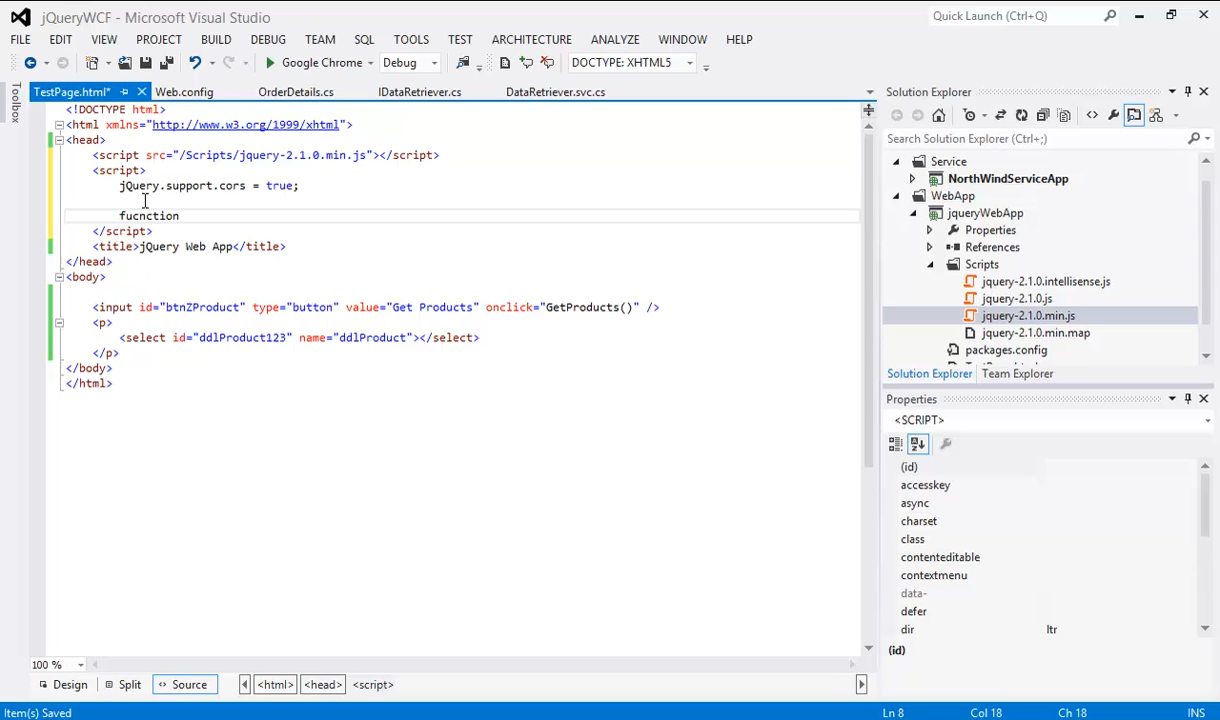 jQueryWCF - Microsoft Visual Studio
Quick Launch (Ctrl+Q)
FILE EDIT VIEW PROJECT BUILD DEBUG TEAM SQL TOOLS TEST ARCHITECTURE ANALYZE WINDOW HELP
Google Chrome Debug DOCTYPE: XHTML5
Toolbox
TestPage.html* Web.config OrderDetails.cs IDataRetriever.cs DataRetriever.svc.cs
<!DOCTYPE html>
<html xmlns="http://www.w3.org/1999/xhtml">
<head>
<script src="/Scripts/jquery-2.1.0.min.js"></script>
<script>
jQuery.support.cors = true;
fucnction
</script>
<title>jQuery Web App</title>
</head>
<body>
<input id="btnZProduct" type="button" value="Get Products" onclick="GetProducts()" />
<p>
<select id="ddlProduct123" name="ddlProduct"></select>
</p>
</body>
</html>
100 %
Design Split Source <html> <head> <script>
Solution Explorer
Search Solution Explorer (Ctrl+;)
Service
NorthWindServiceApp
WebApp
jqueryWebApp
Properties
References
Scripts
jquery-2.1.0.intellisense.js
jquery-2.1.0.js
jquery-2.1.0.min.js
jquery-2.1.0.min.map
packages.config
Solution Explorer Team Explorer
Properties
<SCRIPT>
(id)
accesskey
async
charset
class
contenteditable
contextmenu
data-
defer
dir ltr
(id)
Item(s) Saved Ln 8 Col 18 Ch 18 INS